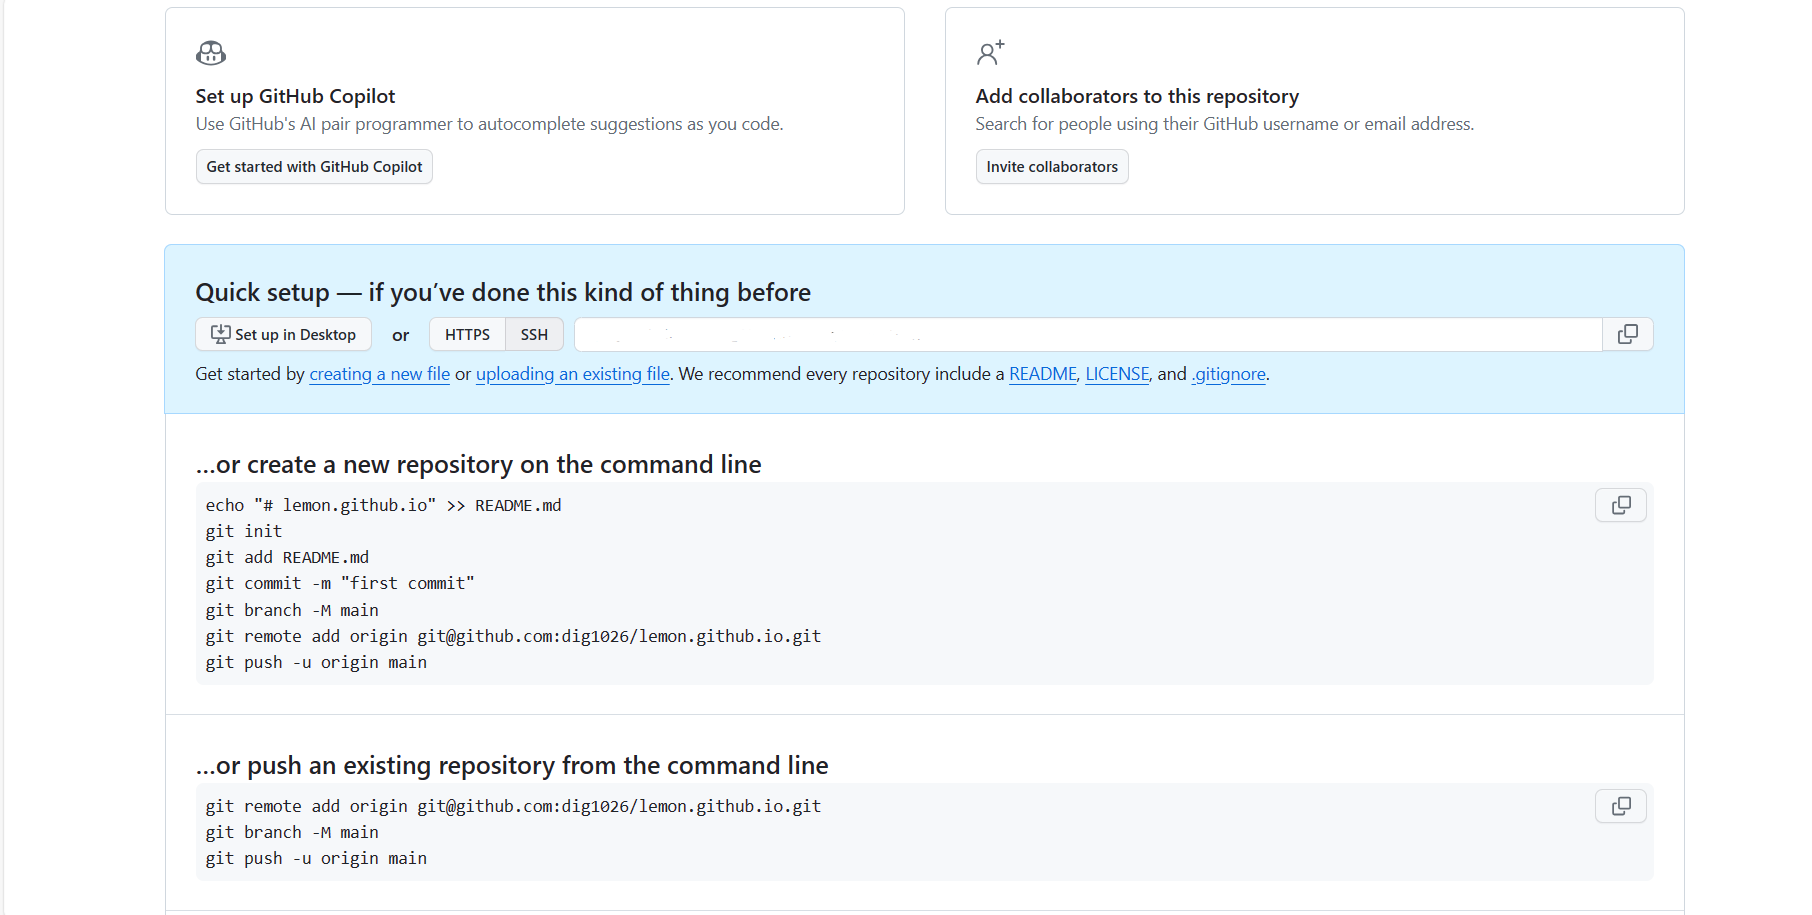 Set up GitHub Copilot
Use GitHub's AI pair programmer to autocomplete suggestions as you code.
Get started with GitHub Copilot
Add collaborators to this repository
Search for people using their GitHub username or email address.
Invite collaborators
Quick setup — if you’ve done this kind of thing before
Set up in Desktop or HTTPS SSH
Get started by creating a new file or uploading an existing file. We recommend every repository include a README, LICENSE, and .gitignore.
…or create a new repository on the command line
echo "# lemon.github.io" >> README.md
git init
git add README.md
git commit -m "first commit"
git branch -M main
git remote add origin git@github.com:dig1026/lemon.github.io.git
git push -u origin main
…or push an existing repository from the command line
git remote add origin git@github.com:dig1026/lemon.github.io.git
git branch -M main
git push -u origin main